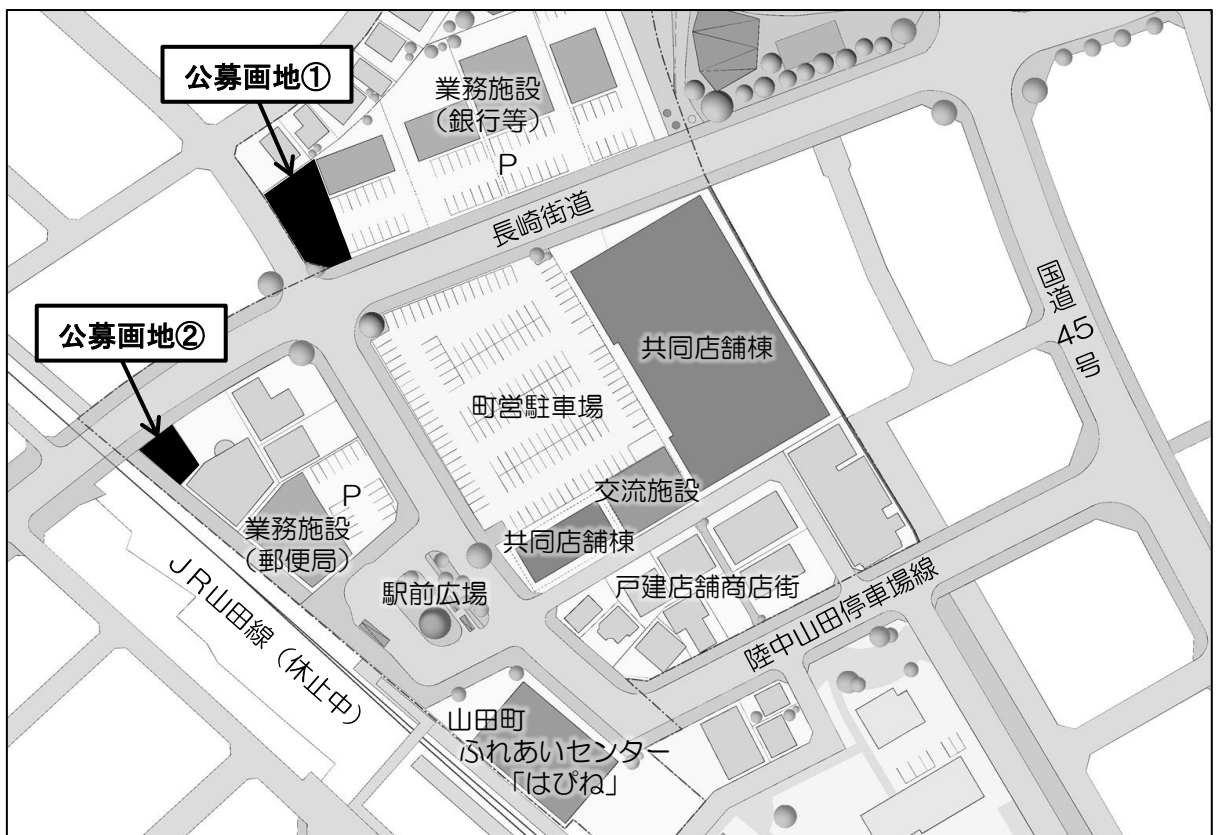 公募画地①
業務施設
(銀行等)
P
長崎街道
国道45号
公募画地②
共同店舗棟
町営駐車場
交流施設
P
業務施設
(郵便局)
共同店舗棟
駅前広場
戸建店舗商店街
陸中山田停車場線
JR山田線(休止中)
山田町
ふれあいセンター
「はぴね」